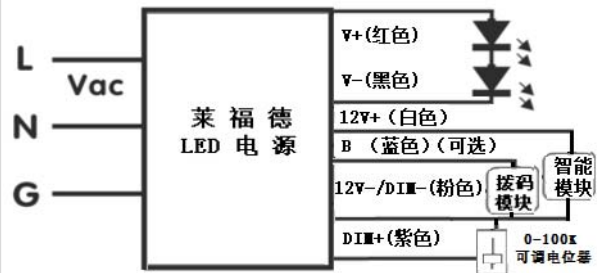 L
Vac
N
G
莱福德
LED 电源
V+(红色)
V-(黑色)
12V+(白色)
B (蓝色)(可选)
12V-/DIM-(粉色)
DIM+(紫色)
拨码
模块
智能
模块
0-100K
可调电位器